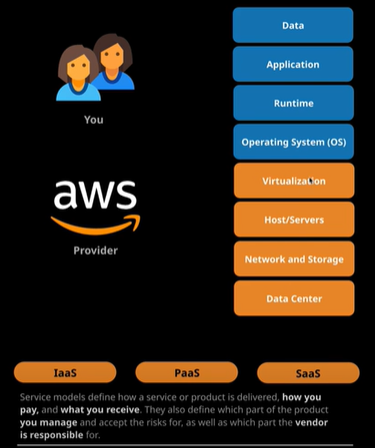 Data
Application
Runtime
Operating System (OS)
Virtualization
Host/Servers
Network and Storage
Data Center
You
aws
Provider
IaaS
PaaS
SaaS
Service models define how a service or product is delivered, how you
pay, and what you receive. They also define which part of the product
you manage and accept the risks for, as well as which part the vendor
is responsible for.